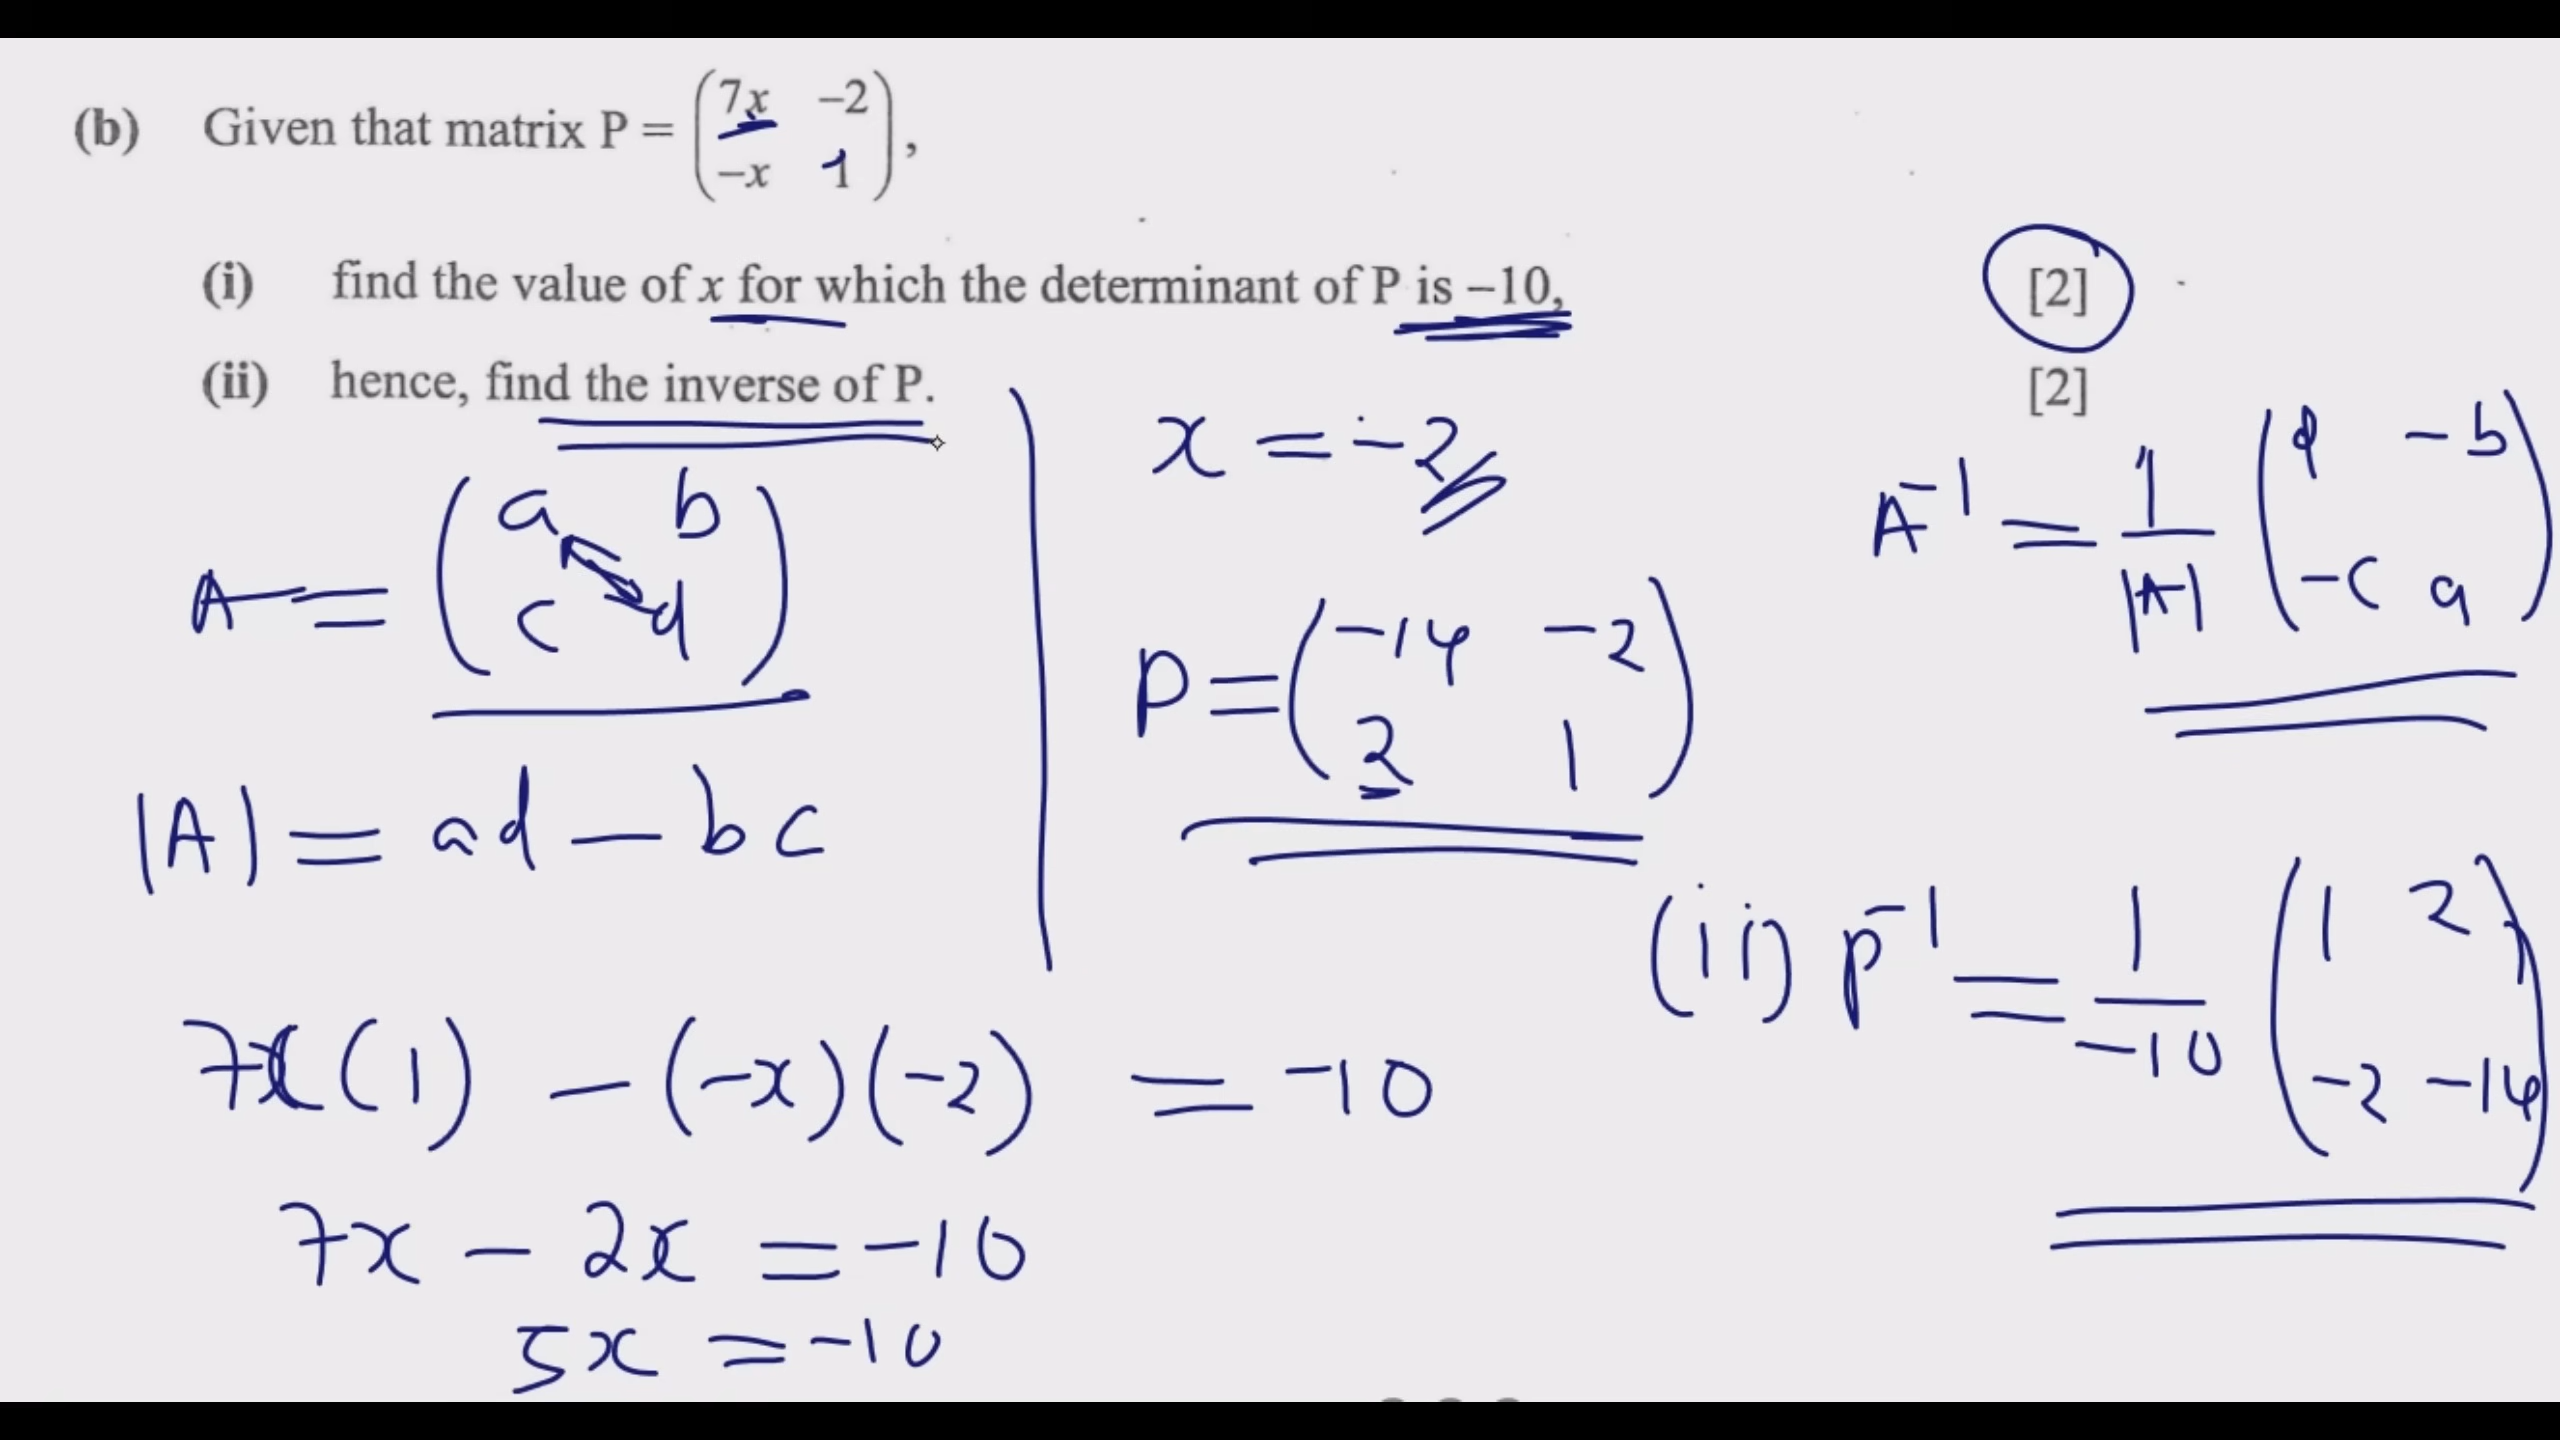 (b) Given that matrix P = (7x -2
-x 1),
(i) find the value of x for which the determinant of P is −10, [2]
(ii) hence, find the inverse of P. [2]
A = (a b
c d)
|A| = ad − bc
7x(1) − (-x)(-2) = -10
7x − 2x = -10
5x = -10
x = -2
P = (-14 -2
2 1)
A⁻¹ = 1/|A| (d -b
-c a)
(ii) P⁻¹ = 1/-10 (1 2
-2 -14)